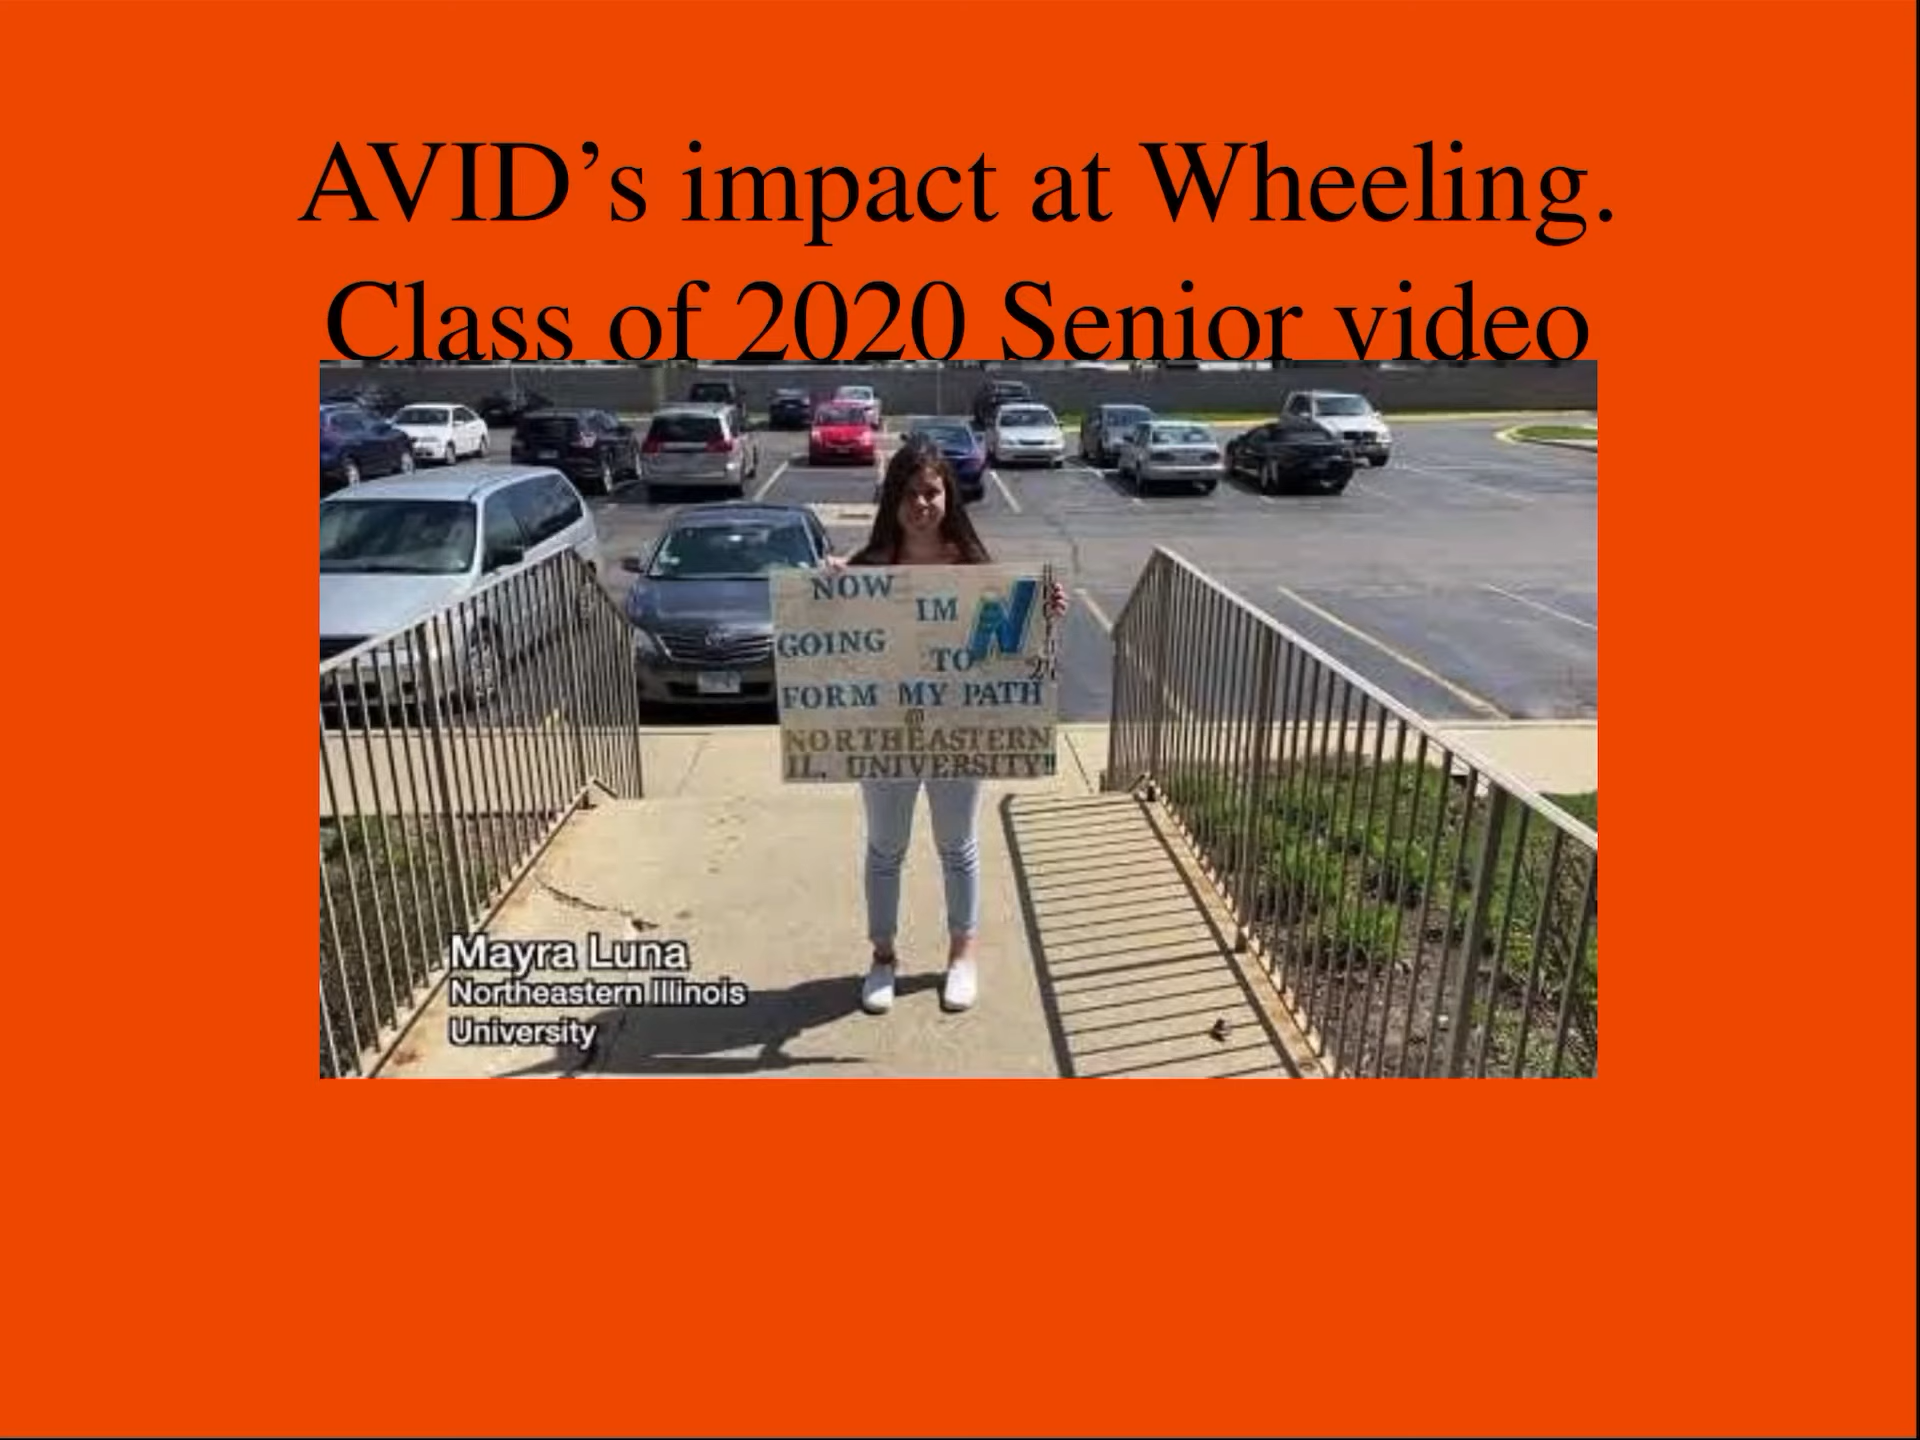 AVID’s impact at Wheeling.
Class of 2020 Senior video
NOW
IM
GOING TO
FORM MY PATH
@
NORTHEASTERN
IL. UNIVERSITY!!
Mayra Luna
Northeastern Illinois
University